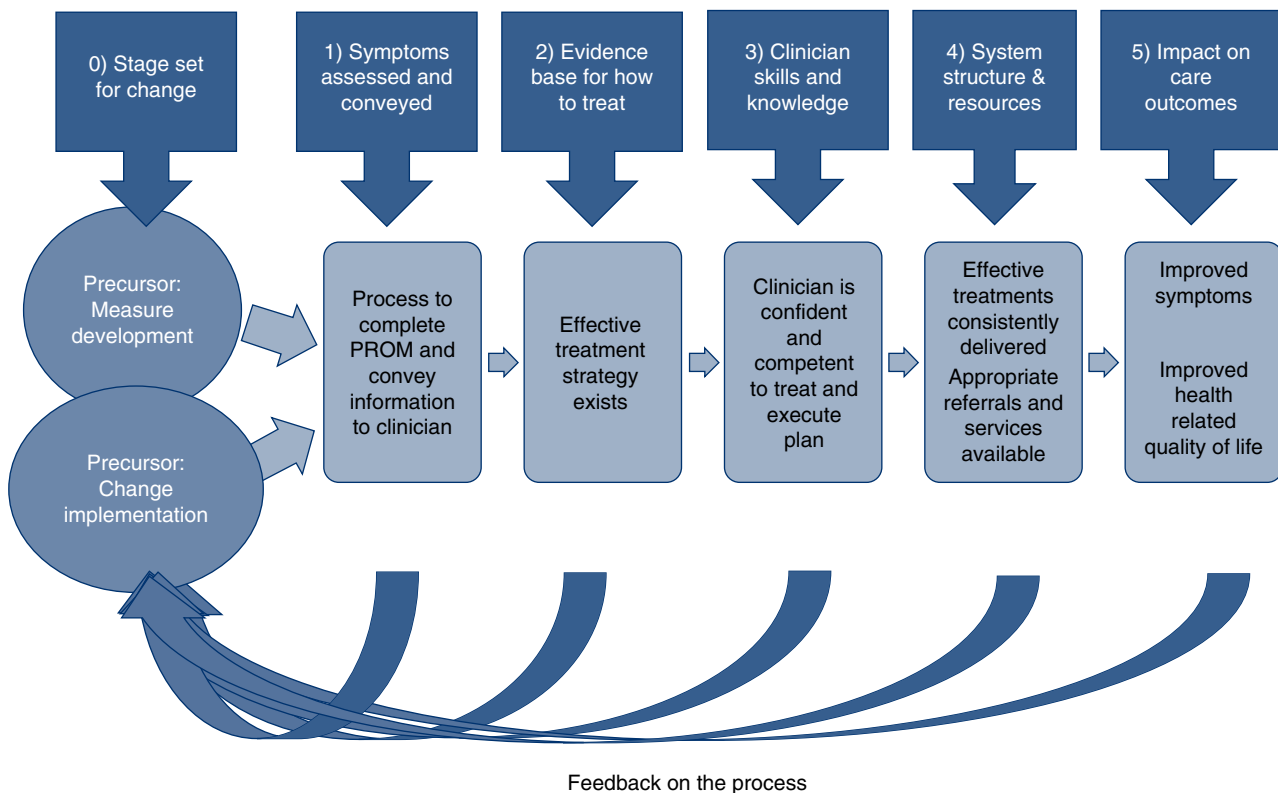 0) Stage set
for change
1) Symptoms
assessed and
conveyed
2) Evidence
base for how
to treat
3) Clinician
skills and
knowledge
4) System
structure &
resources
5) Impact on
care
outcomes
Precursor:
Measure
development
Precursor:
Change
implementation
Process to
complete
PROM and
convey
information
to clinician
Effective
treatment
strategy
exists
Clinician is
confident
and
competent
to treat and
execute
plan
Effective
treatments
consistently
delivered
Appropriate
referrals and
services
available
Improved
symptoms
Improved
health
related
quality of life
Feedback on the process